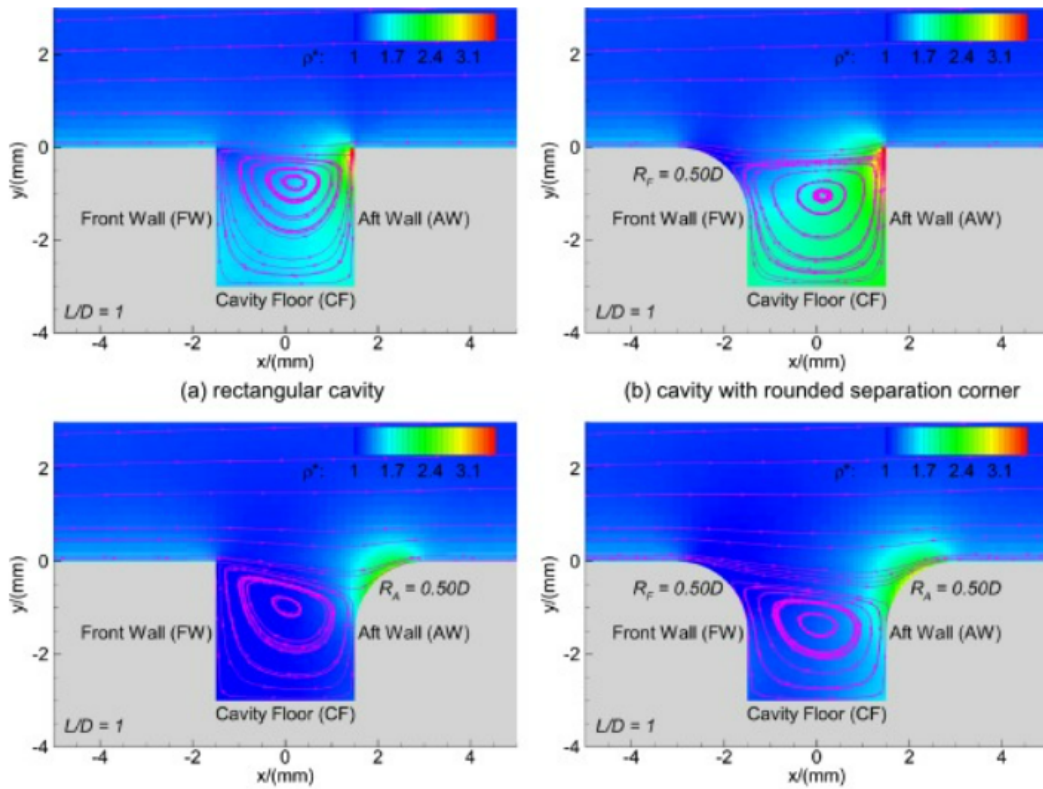 ρ*: 1 1.7 2.4 3.1
2
0
-2
-4
y/(mm)
Front Wall (FW)
Aft Wall (AW)
Cavity Floor (CF)
L/D = 1
-4 -2 0 2 4
x/(mm)
(a) rectangular cavity
ρ*: 1 1.7 2.4 3.1
2
0
-2
-4
y/(mm)
R_F = 0.50D
Front Wall (FW)
Aft Wall (AW)
Cavity Floor (CF)
L/D = 1
-4 -2 0 2 4
x/(mm)
(b) cavity with rounded separation corner
ρ*: 1 1.7 2.4 3.1
2
0
-2
-4
y/(mm)
R_A = 0.50D
Front Wall (FW)
Aft Wall (AW)
Cavity Floor (CF)
L/D = 1
-4 -2 0 2 4
x/(mm)
ρ*: 1 1.7 2.4 3.1
2
0
-2
-4
y/(mm)
R_F = 0.50D
R_A = 0.50D
Front Wall (FW)
Aft Wall (AW)
Cavity Floor (CF)
L/D = 1
-4 -2 0 2 4
x/(mm)